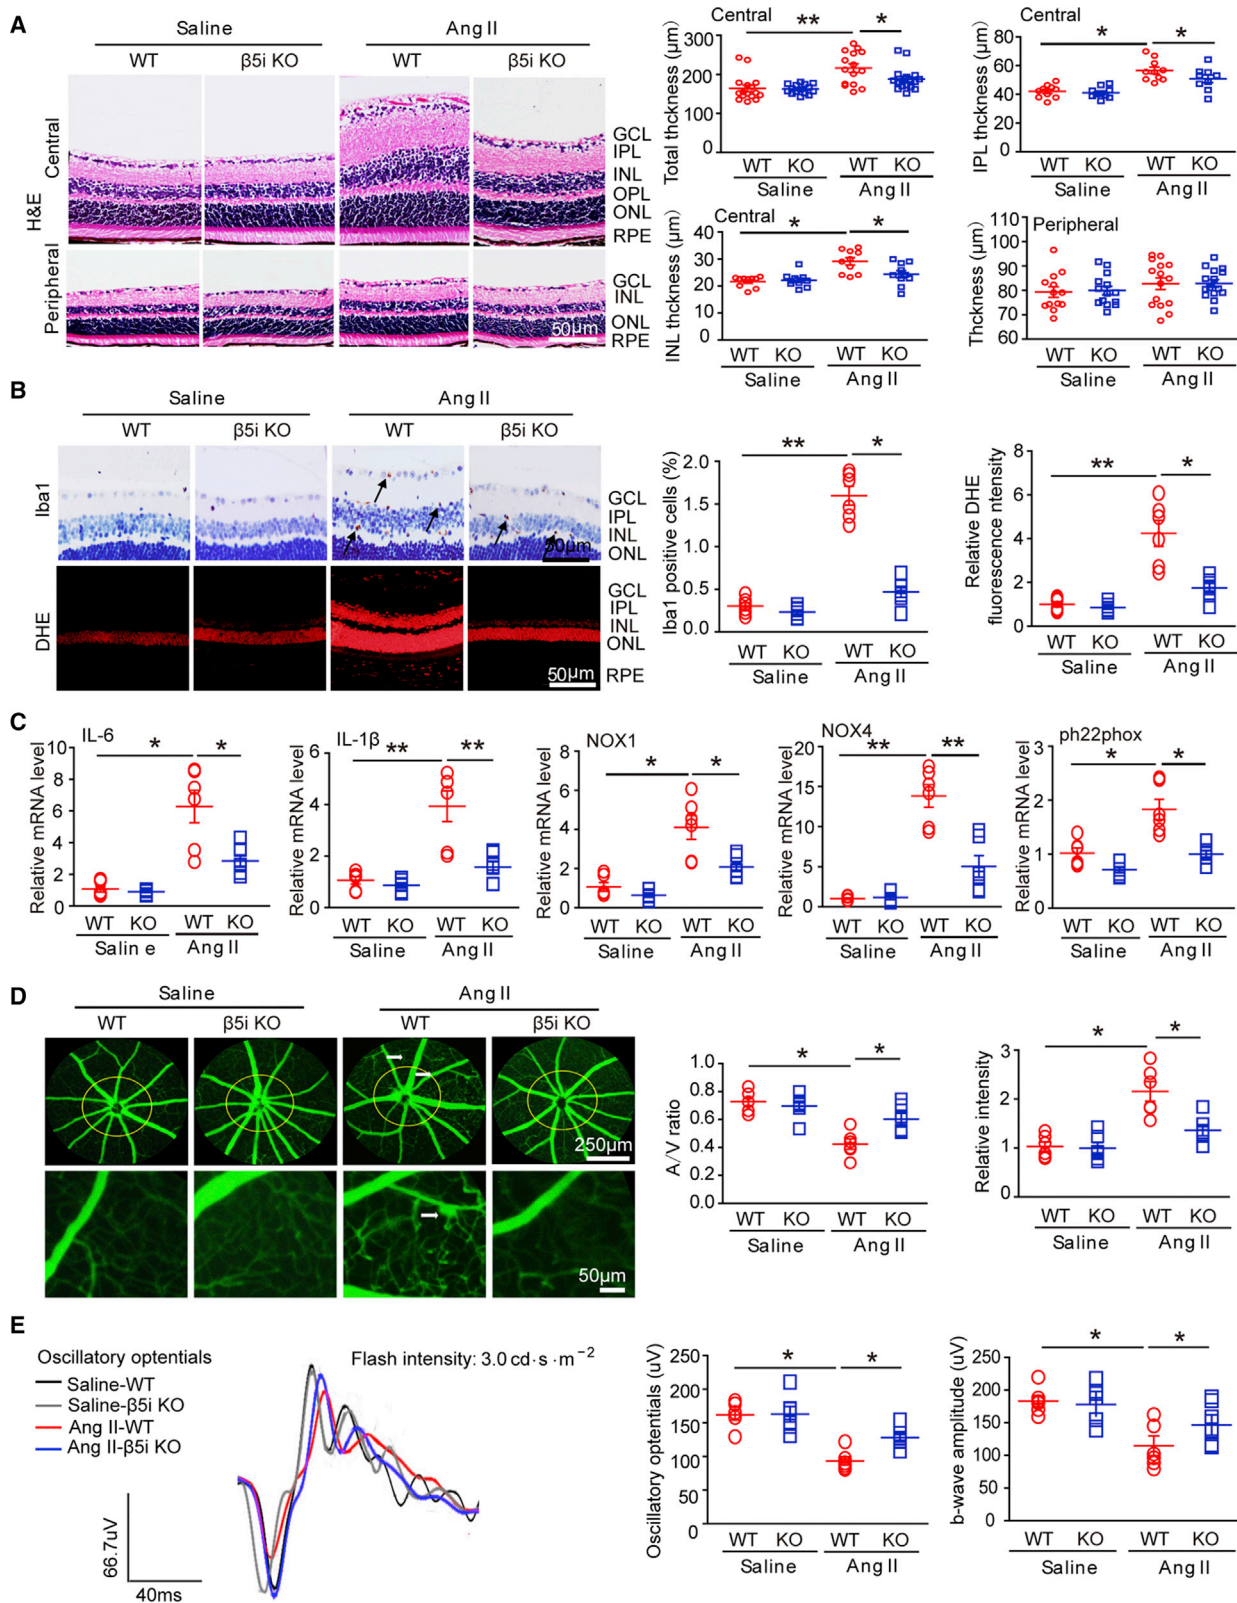 A
Saline
Ang II
WT
β5i KO
WT
β5i KO
H&E
Central
GCL
IPL
INL
OPL
ONL
RPE
Peripheral
GCL
INL
ONL
RPE
50μm
Central
Total thckness (μm)
300
200
100
0
**
*
WT KO WT KO
Saline Ang II
Central
IPL thckness (μm)
80
60
40
20
0
*
*
WT KO WT KO
Saline Ang II
Central
INL thckness (μm)
40
30
20
10
0
*
*
WT KO WT KO
Saline Ang II
Peripheral
Thckness (μm)
110
100
90
80
70
60
WT KO WT KO
Saline Ang II
B
Saline
Ang II
WT
β5i KO
WT
β5i KO
Iba1
GCL
IPL
INL
ONL
50μm
DHE
GCL
IPL
INL
ONL
RPE
50μm
Iba1 positive cells (%)
2.0
1.5
1.0
0.5
0.0
**
*
WT KO WT KO
Saline Ang II
Relative DHE
fluorescence intensity
8
6
4
2
0
**
*
WT KO WT KO
Saline Ang II
C
IL-6
Relative mRNA level
10
8
6
4
2
0
*
*
WT KO WT KO
Salin e Ang II
IL-1β
Relative mRNA level
6
4
2
0
**
**
WT KO WT KO
Saline Ang II
NOX1
Relative mRNA level
8
6
4
2
0
*
*
WT KO WT KO
Saline Ang II
NOX4
Relative mRNA level
20
15
10
5
0
**
**
WT KO WT KO
Saline Ang II
ph22phox
Relative mRNA level
3
2
1
0
*
*
WT KO WT KO
Saline Ang II
D
Saline
Ang II
WT
β5i KO
WT
β5i KO
250μm
50μm
A/V ratio
1.0
0.8
0.6
0.4
0.2
0.0
*
*
WT KO WT KO
Saline Ang II
Relative intensity
3
2
1
0
*
*
WT KO WT KO
Saline Ang II
E
Oscillatory optentials
Saline-WT
Saline-β5i KO
Ang II-WT
Ang II-β5i KO
Flash intensity: 3.0 cd·s·m⁻²
66.7uV
40ms
Oscillatory optentials (uV)
250
200
150
100
50
0
*
*
WT KO WT KO
Saline Ang II
b-wave amplitude (uV)
250
200
150
100
50
0
*
*
WT KO WT KO
Saline Ang II